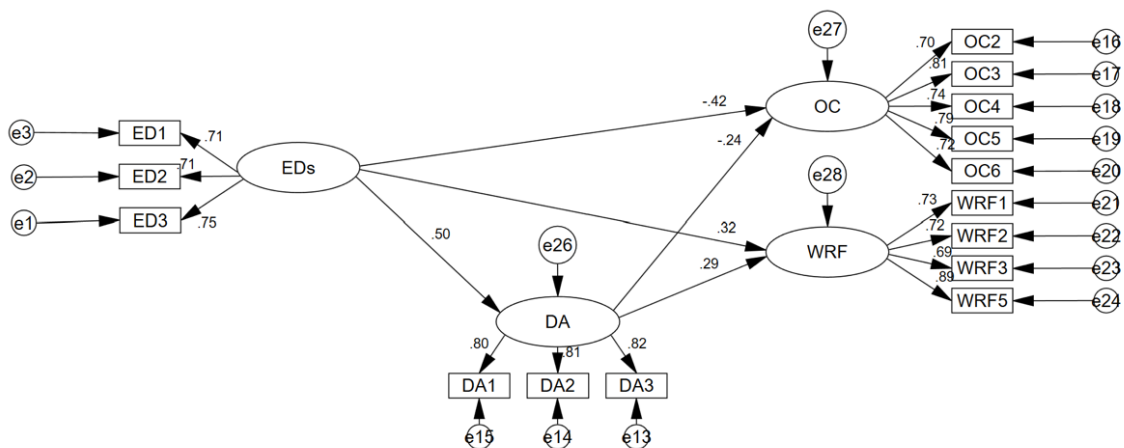 e27
OC
e3
ED1
e2
ED2
e1
ED3
.71
.71
.75
EDs
-.42
-.24
.50
.32
.29
e26
DA
.80
.81
.82
DA1
DA2
DA3
e15
e14
e13
e28
WRF
.70
.81
.74
.79
.72
OC2
OC3
OC4
OC5
OC6
e16
e17
e18
e19
e20
.73
.72
.69
.89
WRF1
WRF2
WRF3
WRF5
e21
e22
e23
e24